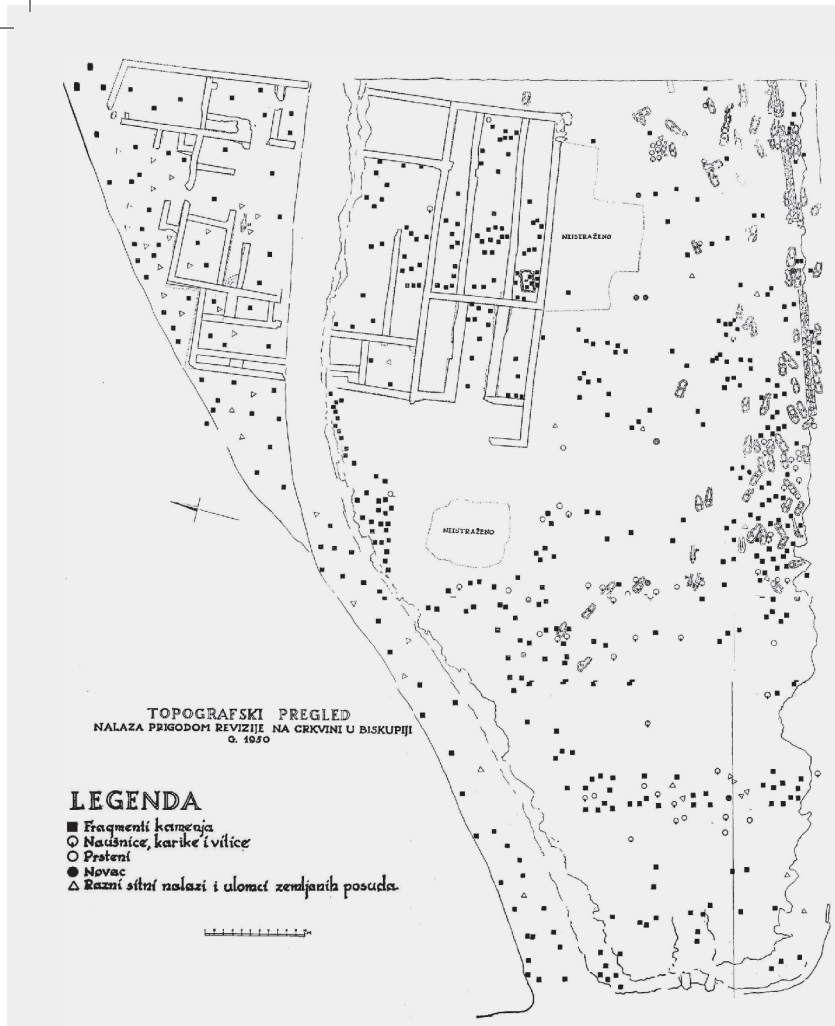 NEISTRAŽENO
NEISTRAŽENO
TOPOGRAFSKI PREGLED
NALAZA PRIGODOM REVIZIJE NA CRKVINI U BISKUPIJI
G. 1950
LEGENDA
Fragmenti kamenja
Naušnice, karike i vitice
Prsteni
Novac
Razni sitni nalazi i ulomci zemljanih posuda